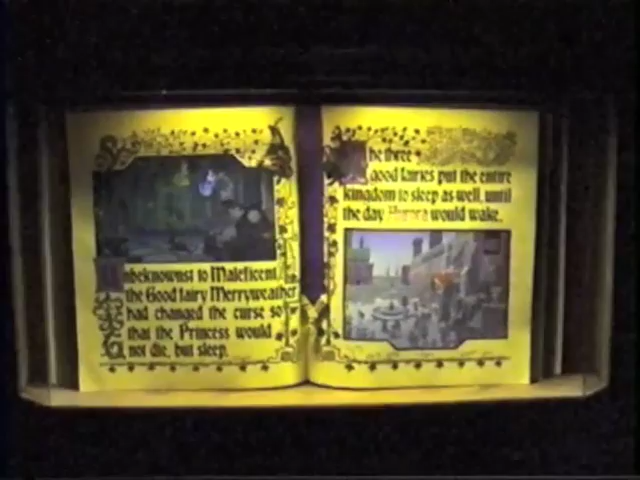 Unbeknownst to Maleficent,
the Good fairy Merryweather
had changed the curse so
that the Princess would
not die, but sleep.
The three
good fairies put the entire
kingdom to sleep as well, until
the day Aurora would wake.